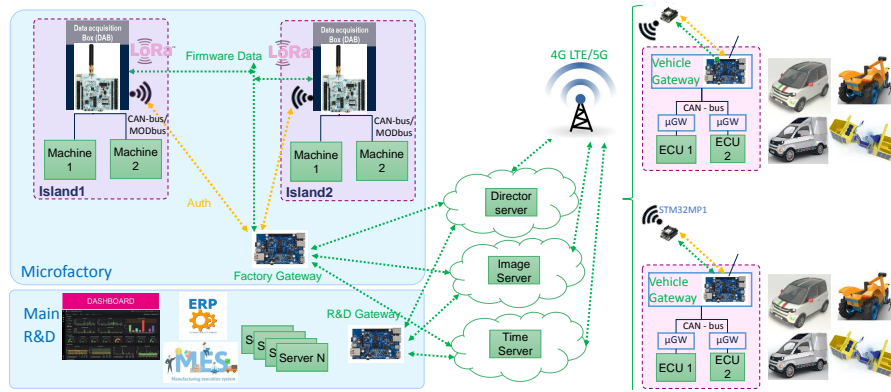 Data acquisition
Box (DAB)
LoRa
CAN-bus/
MODbus
Machine
1
Machine
2
Island1
Firmware Data
Data acquisition
Box (DAB)
LoRa
CAN-bus/
MODbus
Machine
1
Machine
2
Island2
Auth
Microfactory
Factory Gateway
Main
R&D
DASHBOARD
ERP
MES
Manufacturing execution system
S
S
S
Server N
R&D Gateway
4G LTE/5G
Director
server
Image
Server
Time
Server
Vehicle
Gateway
CAN - bus
µGW
µGW
ECU 1
ECU
2
STM32MP1
Vehicle
Gateway
CAN - bus
µGW
µGW
ECU 1
ECU
2